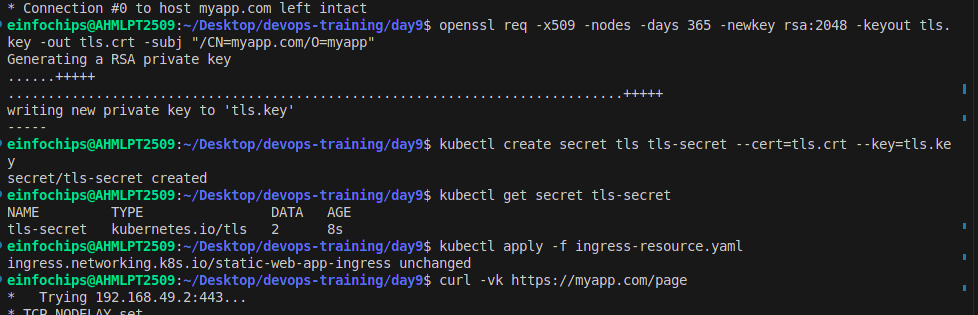 * Connection #0 to host myapp.com left intact
einfochips@AHMLPT2509:~/Desktop/devops-training/day9$ openssl req -x509 -nodes -days 365 -newkey rsa:2048 -keyout tls.
key -out tls.crt -subj "/CN=myapp.com/O=myapp"
Generating a RSA private key
......+++++
.............................................................................+++++
writing new private key to 'tls.key'
-----
einfochips@AHMLPT2509:~/Desktop/devops-training/day9$ kubectl create secret tls tls-secret --cert=tls.crt --key=tls.ke
y
secret/tls-secret created
einfochips@AHMLPT2509:~/Desktop/devops-training/day9$ kubectl get secret tls-secret
NAME         TYPE                DATA   AGE
tls-secret   kubernetes.io/tls   2      8s
einfochips@AHMLPT2509:~/Desktop/devops-training/day9$ kubectl apply -f ingress-resource.yaml
ingress.networking.k8s.io/static-web-app-ingress unchanged
einfochips@AHMLPT2509:~/Desktop/devops-training/day9$ curl -vk https://myapp.com/page
*   Trying 192.168.49.2:443...
* TCP_NODELAY set